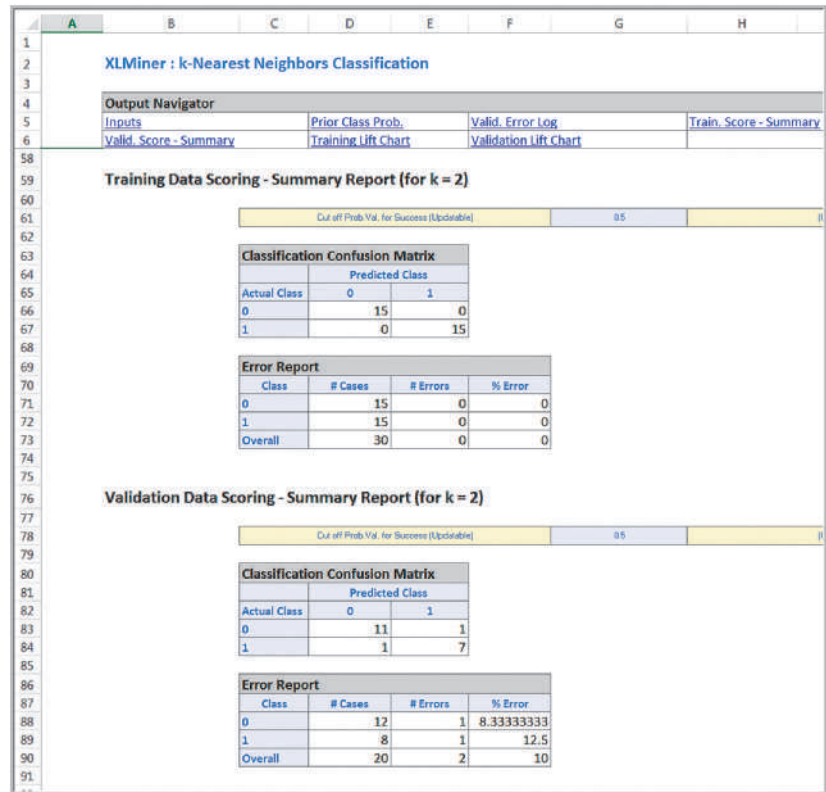 A B C D E F G H
1
2 XLMiner : k-Nearest Neighbors Classification
3
4 Output Navigator
5 Inputs Prior Class Prob. Valid. Error Log Train. Score - Summary
6 Valid. Score - Summary Training Lift Chart Validation Lift Chart
58
59 Training Data Scoring - Summary Report (for k = 2)
60
61 Cut off Prob.Val. for Success (Updatable) 0.5
62
63 Classification Confusion Matrix
64 Predicted Class
65 Actual Class 0 1
66 0 15 0
67 1 0 15
68
69 Error Report
70 Class # Cases # Errors % Error
71 0 15 0 0
72 1 15 0 0
73 Overall 30 0 0
74
75
76 Validation Data Scoring - Summary Report (for k = 2)
77
78 Cut off Prob.Val. for Success (Updatable) 0.5
79
80 Classification Confusion Matrix
81 Predicted Class
82 Actual Class 0 1
83 0 11 1
84 1 1 7
85
86 Error Report
87 Class # Cases # Errors % Error
88 0 12 1 8.33333333
89 1 8 1 12.5
90 Overall 20 2 10
91